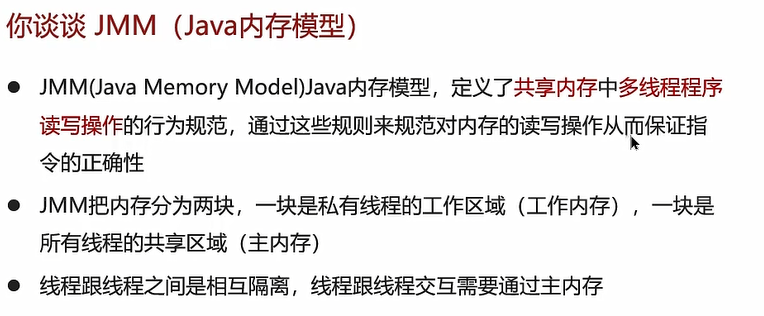 你谈谈 JMM（Java内存模型）
● JMM(Java Memory Model)Java内存模型，定义了共享内存中多线程程序
读写操作的行为规范，通过这些规则来规范对内存的读写操作从而保证指
令的正确性
● JMM把内存分为两块，一块是私有线程的工作区域（工作内存），一块是
所有线程的共享区域（主内存）
● 线程跟线程之间是相互隔离，线程跟线程交互需要通过主内存